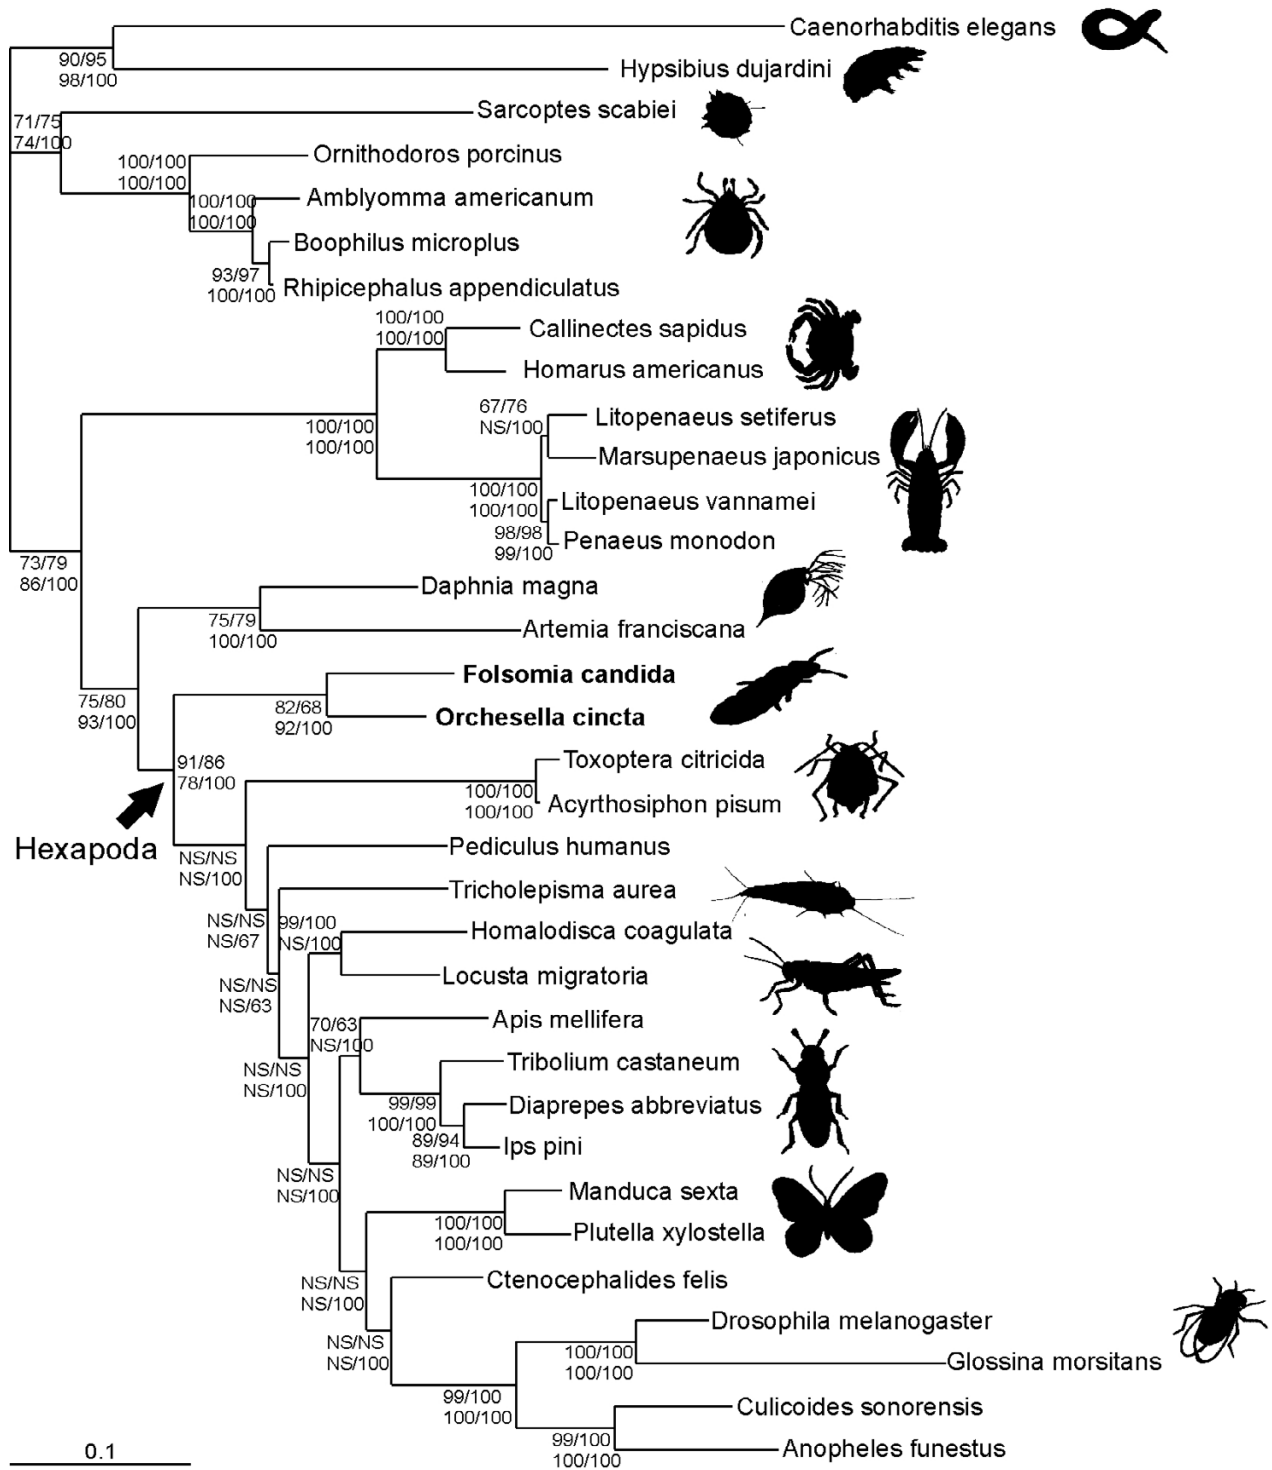 Caenorhabditis elegans
90/95
98/100
Hypsibius dujardini
Sarcoptes scabiei
71/75
74/100
Ornithodoros porcinus
100/100
100/100
Amblyomma americanum
100/100
100/100
Boophilus microplus
93/97
100/100
Rhipicephalus appendiculatus
100/100
100/100
Callinectes sapidus
Homarus americanus
67/76
NS/100
Litopenaeus setiferus
100/100
100/100
Marsupenaeus japonicus
100/100
100/100
Litopenaeus vannamei
98/98
99/100
Penaeus monodon
73/79
86/100
Daphnia magna
75/79
100/100
Artemia franciscana
Folsomia candida
75/80
93/100
82/68
92/100
Orchesella cincta
91/86
78/100
Toxoptera citricida
100/100
100/100
Acyrthosiphon pisum
Hexapoda
NS/NS
NS/100
Pediculus humanus
Tricholepisma aurea
NS/NS
NS/67
99/100
NS/100
Homalodisca coagulata
Locusta migratoria
NS/NS
NS/63
70/63
NS/100
Apis mellifera
NS/NS
NS/100
Tribolium castaneum
99/99
100/100
Diaprepes abbreviatus
89/94
89/100
Ips pini
NS/NS
NS/100
Manduca sexta
100/100
100/100
Plutella xylostella
NS/NS
NS/100
Ctenocephalides felis
NS/NS
NS/100
Drosophila melanogaster
100/100
100/100
Glossina morsitans
99/100
100/100
Culicoides sonorensis
99/100
100/100
Anopheles funestus
0.1